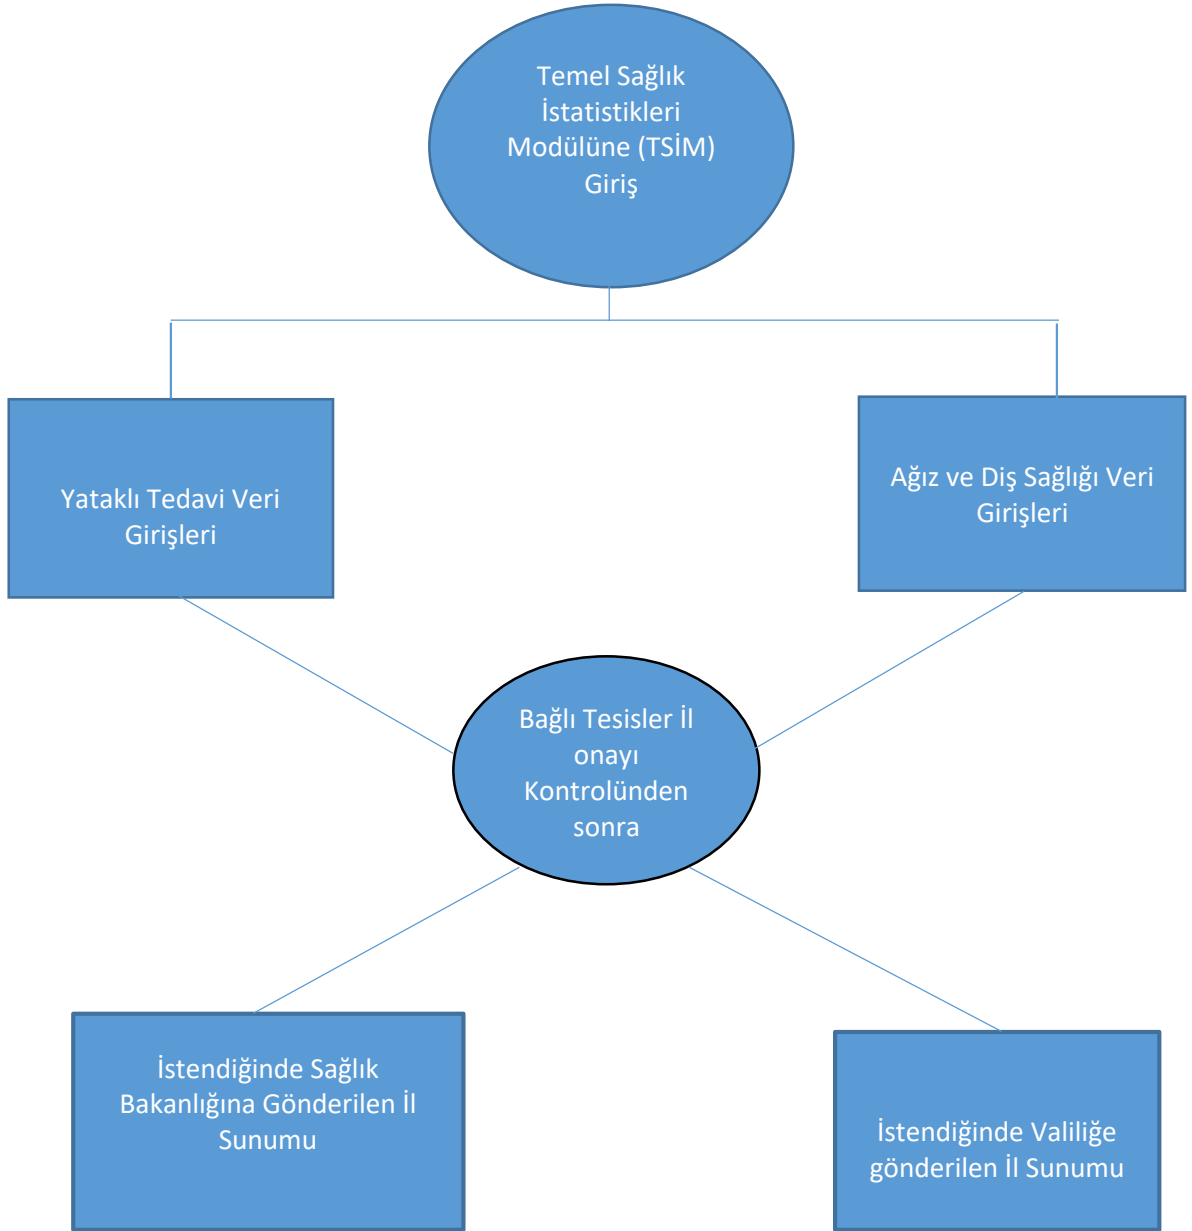 Temel Sağlık
İstatistikleri
Modülüne (TSİM)
Giriş
Yataklı Tedavi Veri
Girişleri
Ağız ve Diş Sağlığı Veri
Girişleri
Bağlı Tesisler İl
onayı
Kontrolünden
sonra
İstendiğinde Sağlık
Bakanlığına Gönderilen İl
Sunumu
İstendiğinde Valiliğe
gönderilen İl Sunumu